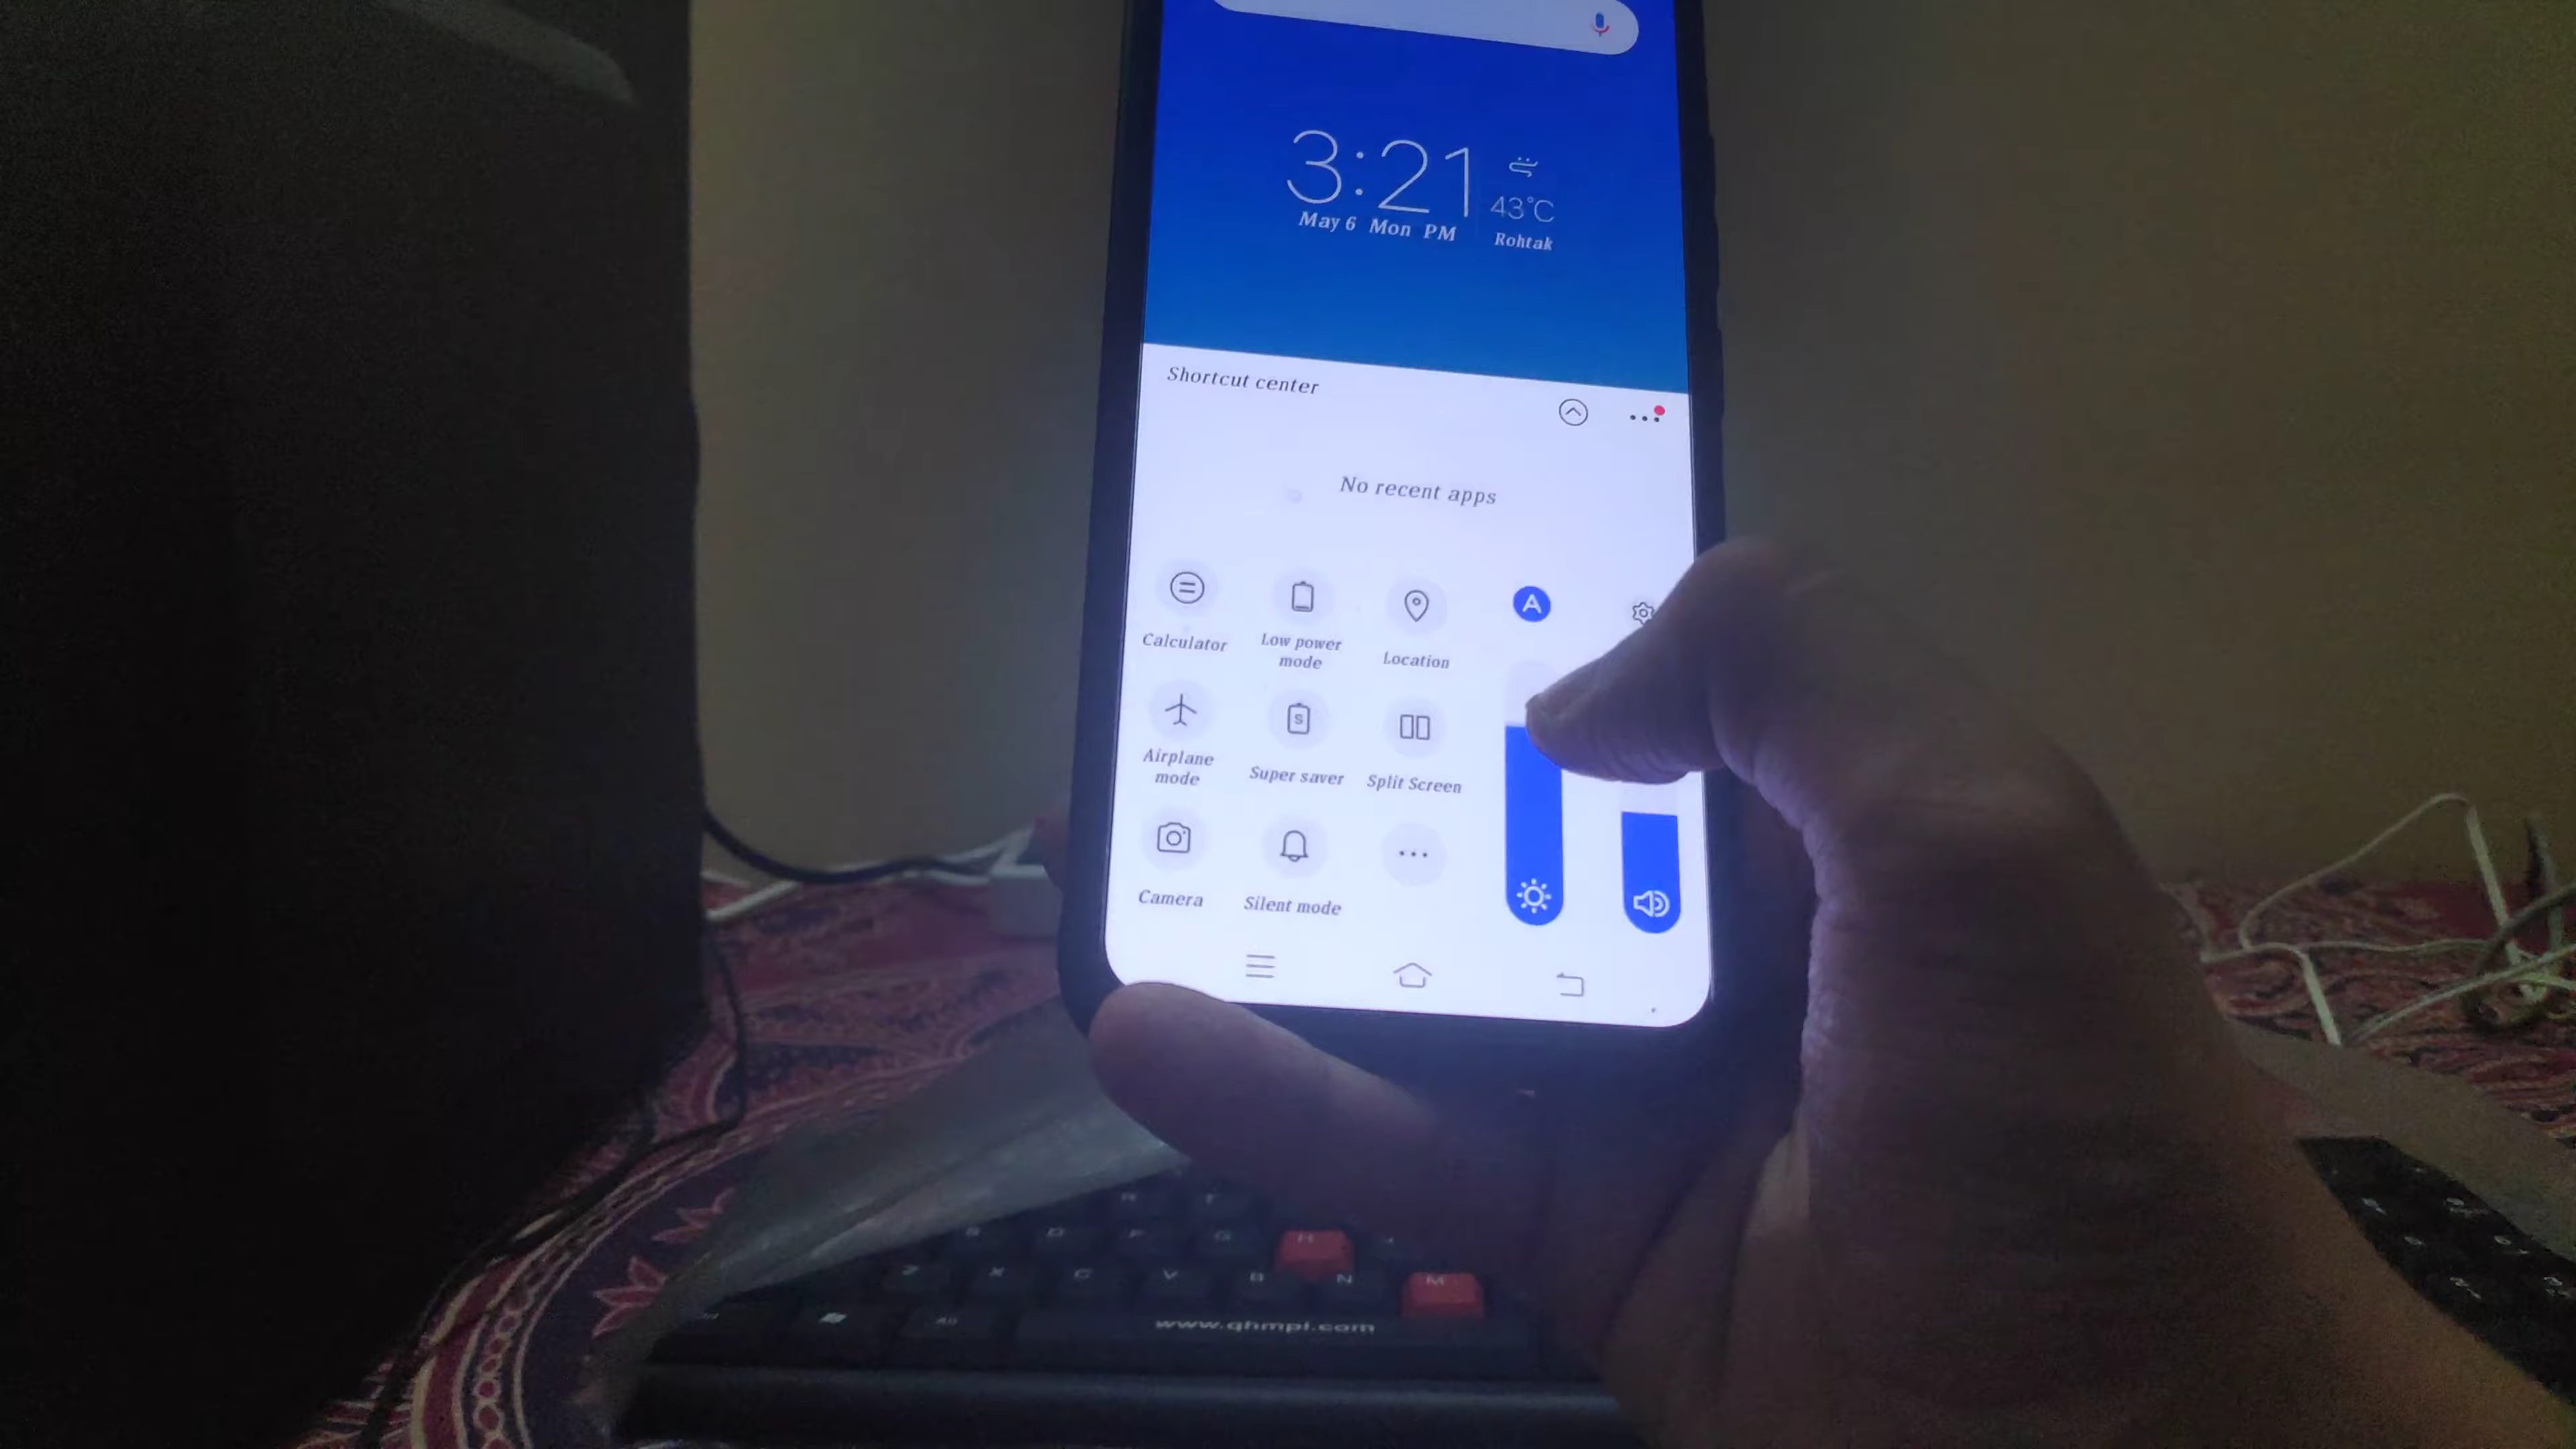 3:21
43°C
May 6 Mon PM
Rohtak
Shortcut center
No recent apps
A
Calculator
Low power
mode
Location
Airplane
mode
S
Super saver
Split Screen
Camera
Silent mode
R T
S D F G H J
Z X C V B N M
Alt
www.qhmpl.com